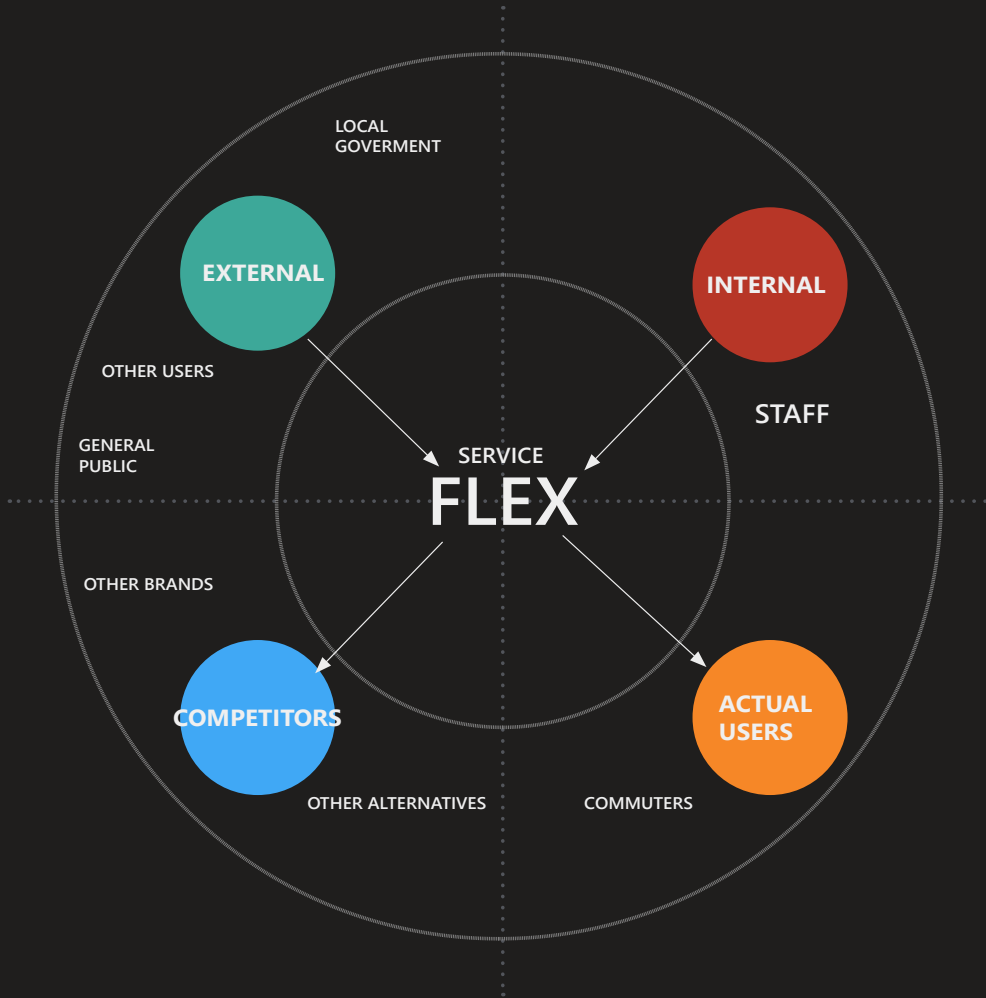 LOCAL
GOVERMENT
EXTERNAL
INTERNAL
OTHER USERS
STAFF
GENERAL
PUBLIC
SERVICE
FLEX
OTHER BRANDS
COMPETITORS
ACTUAL
USERS
OTHER ALTERNATIVES
COMMUTERS